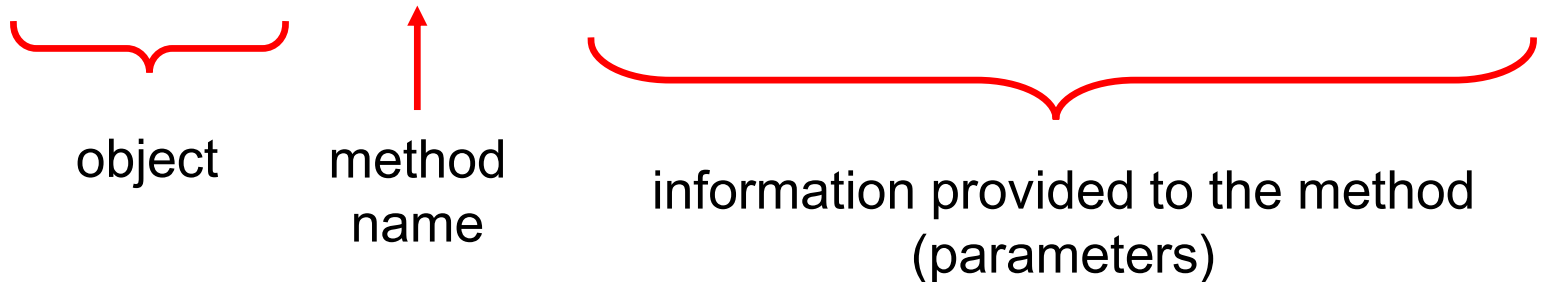 object
method
name
information provided to the method
(parameters)